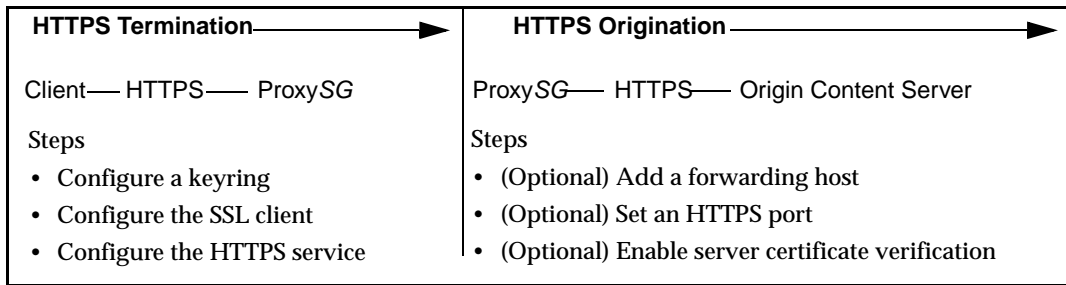 HTTPS Termination
Client HTTPS ProxySG
Steps
• Configure a keyring
• Configure the SSL client
• Configure the HTTPS service
HTTPS Origination
ProxySG HTTPS Origin Content Server
Steps
• (Optional) Add a forwarding host
• (Optional) Set an HTTPS port
• (Optional) Enable server certificate verification